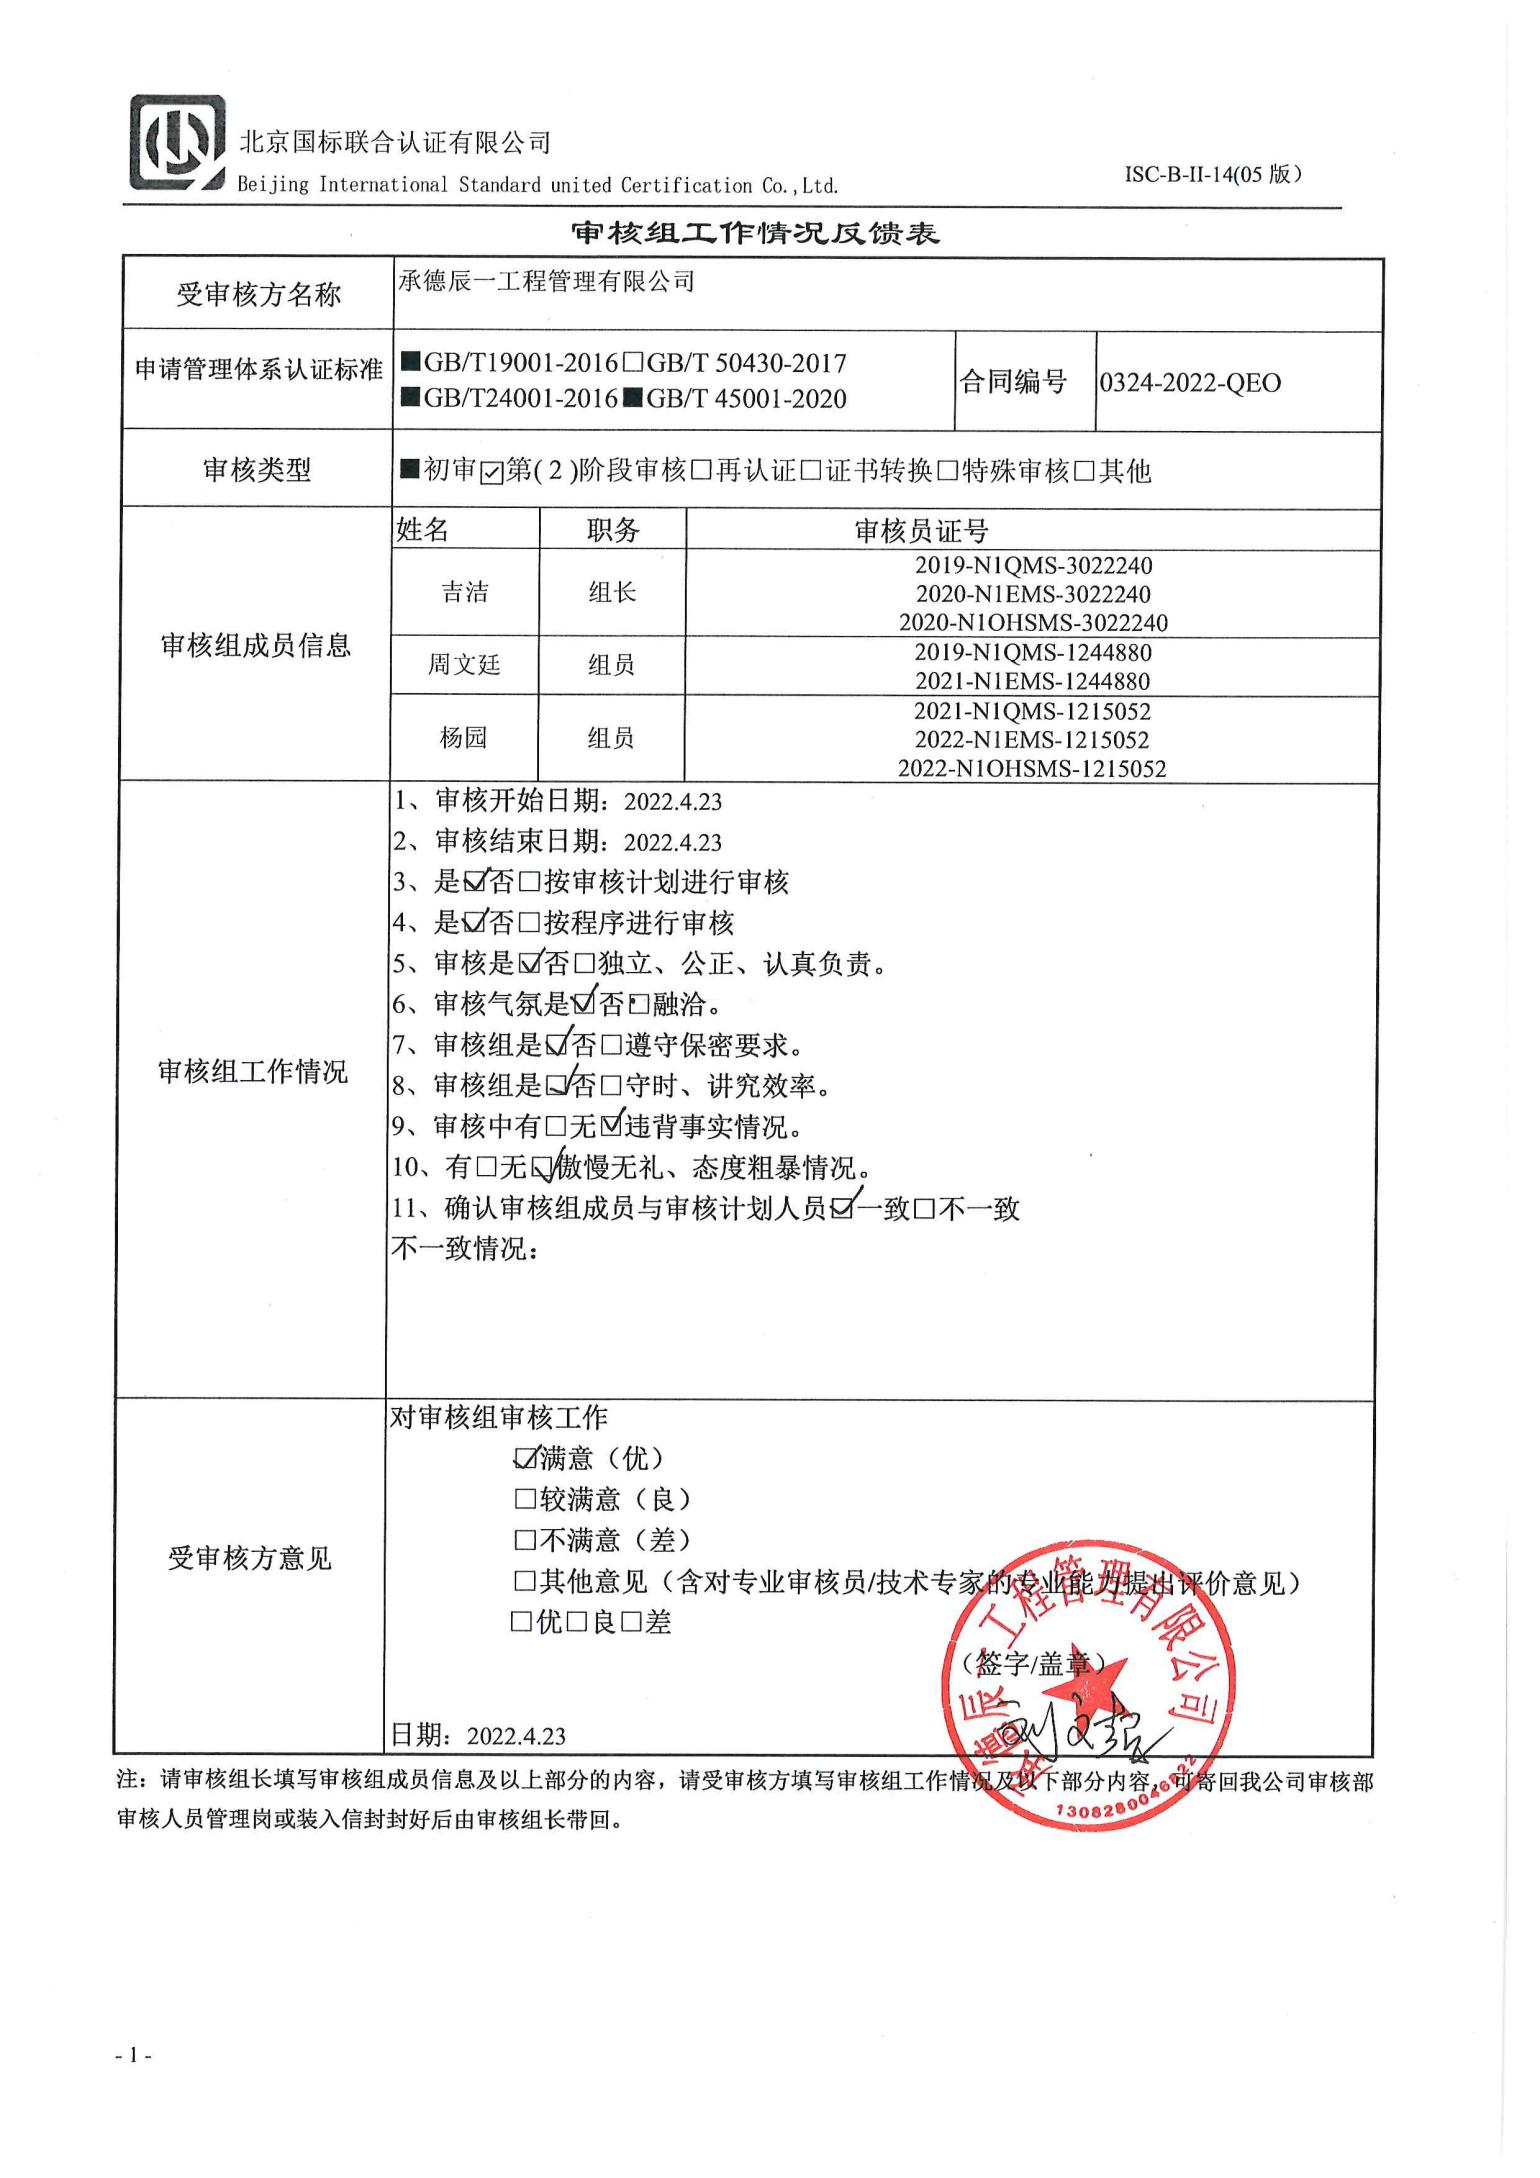 北京国标联合认证有限公司
Beijing International Standard united Certification Co.,Ltd.
ISC-B-II-14(05 版)
审核组工作情况反馈表
受审核方名称
承德辰一工程管理有限公司
申请管理体系认证标准
■GB/T19001-2016□GB/T 50430-2017
■GB/T24001-2016■GB/T 45001-2020
合同编号
0324-2022-QEO
审核类型
■初审☑第( 2 )阶段审核□再认证□证书转换□特殊审核□其他
审核组成员信息
姓名 职务 审核员证号
吉洁 组长
2019-N1QMS-3022240
2020-N1EMS-3022240
2020-N1OHSMS-3022240
周文廷 组员
2019-N1QMS-1244880
2021-N1EMS-1244880
杨园 组员
2021-N1QMS-1215052
2022-N1EMS-1215052
2022-N1OHSMS-1215052
审核组工作情况
1、审核开始日期：2022.4.23
2、审核结束日期：2022.4.23
3、是☑否□按审核计划进行审核
4、是☑否□按程序进行审核
5、审核是☑否□独立、公正、认真负责。
6、审核气氛是☑否□融洽。
7、审核组是☑否□遵守保密要求。
8、审核组是☑否□守时、讲究效率。
9、审核中有□无☑违背事实情况。
10、有□无☑傲慢无礼、态度粗暴情况。
11、确认审核组成员与审核计划人员☑一致□不一致
不一致情况：
受审核方意见
对审核组审核工作
☑满意（优）
□较满意（良）
□不满意（差）
□其他意见（含对专业审核员/技术专家的专业能力提出评价意见）
□优□良□差
（签字/盖章）
承德辰一工程管理有限公司
1308280046822
日期：2022.4.23
注：请审核组长填写审核组成员信息及以上部分的内容，请受审核方填写审核组工作情况及以下部分内容，可寄回我公司审核部
审核人员管理岗或装入信封封好后由审核组长带回。
- 1 -